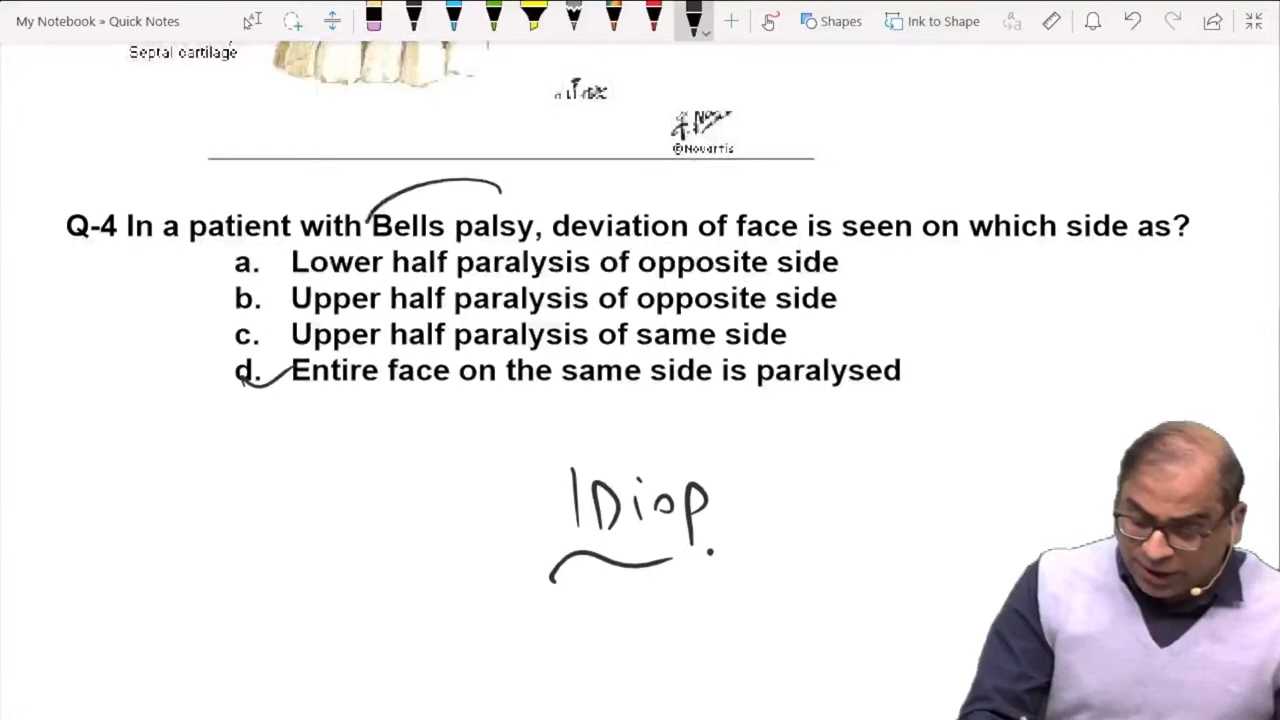 My Notebook » Quick Notes
Shapes
Ink to Shape
Septal cartilage
©Novartis
Q-4 In a patient with Bells palsy, deviation of face is seen on which side as?
a. Lower half paralysis of opposite side
b. Upper half paralysis of opposite side
c. Upper half paralysis of same side
d. Entire face on the same side is paralysed
IDiop.